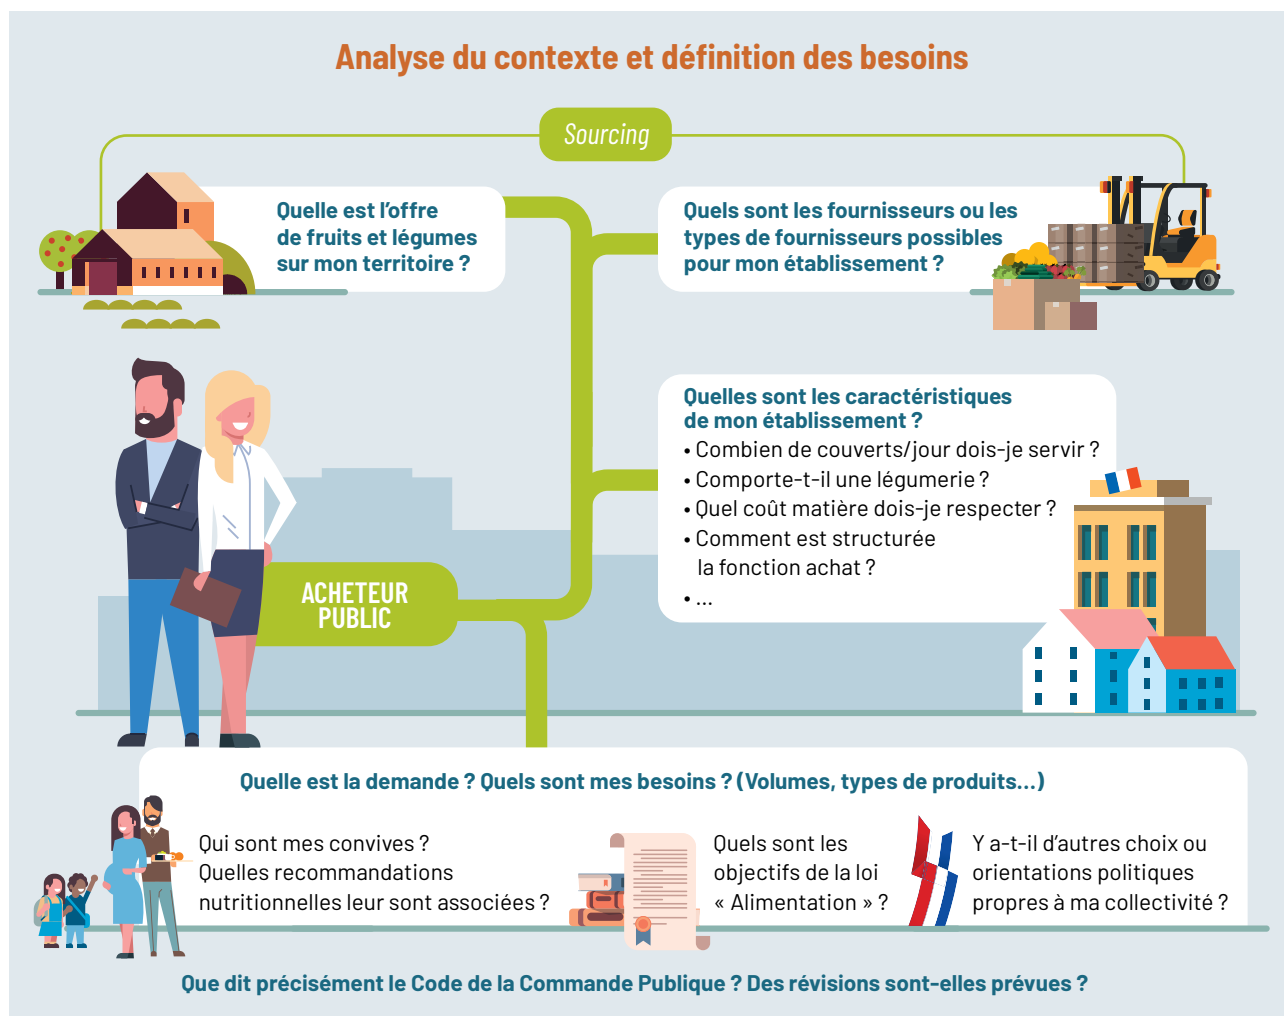 Analyse du contexte et définition des besoins
Sourcing
Quelle est l’offre
de fruits et légumes
sur mon territoire ?
Quels sont les fournisseurs ou les
types de fournisseurs possibles
pour mon établissement ?
Quelles sont les caractéristiques
de mon établissement ?
• Combien de couverts/jour dois-je servir ?
• Comporte-t-il une légumerie ?
• Quel coût matière dois-je respecter ?
• Comment est structurée
la fonction achat ?
• ...
ACHETEUR
PUBLIC
Quelle est la demande ? Quels sont mes besoins ? (Volumes, types de produits…)
Qui sont mes convives ?
Quelles recommandations
nutritionnelles leur sont associées ?
Quels sont les
objectifs de la loi
« Alimentation » ?
Y a-t-il d’autres choix ou
orientations politiques
propres à ma collectivité ?
Que dit précisément le Code de la Commande Publique ? Des révisions sont-elles prévues ?